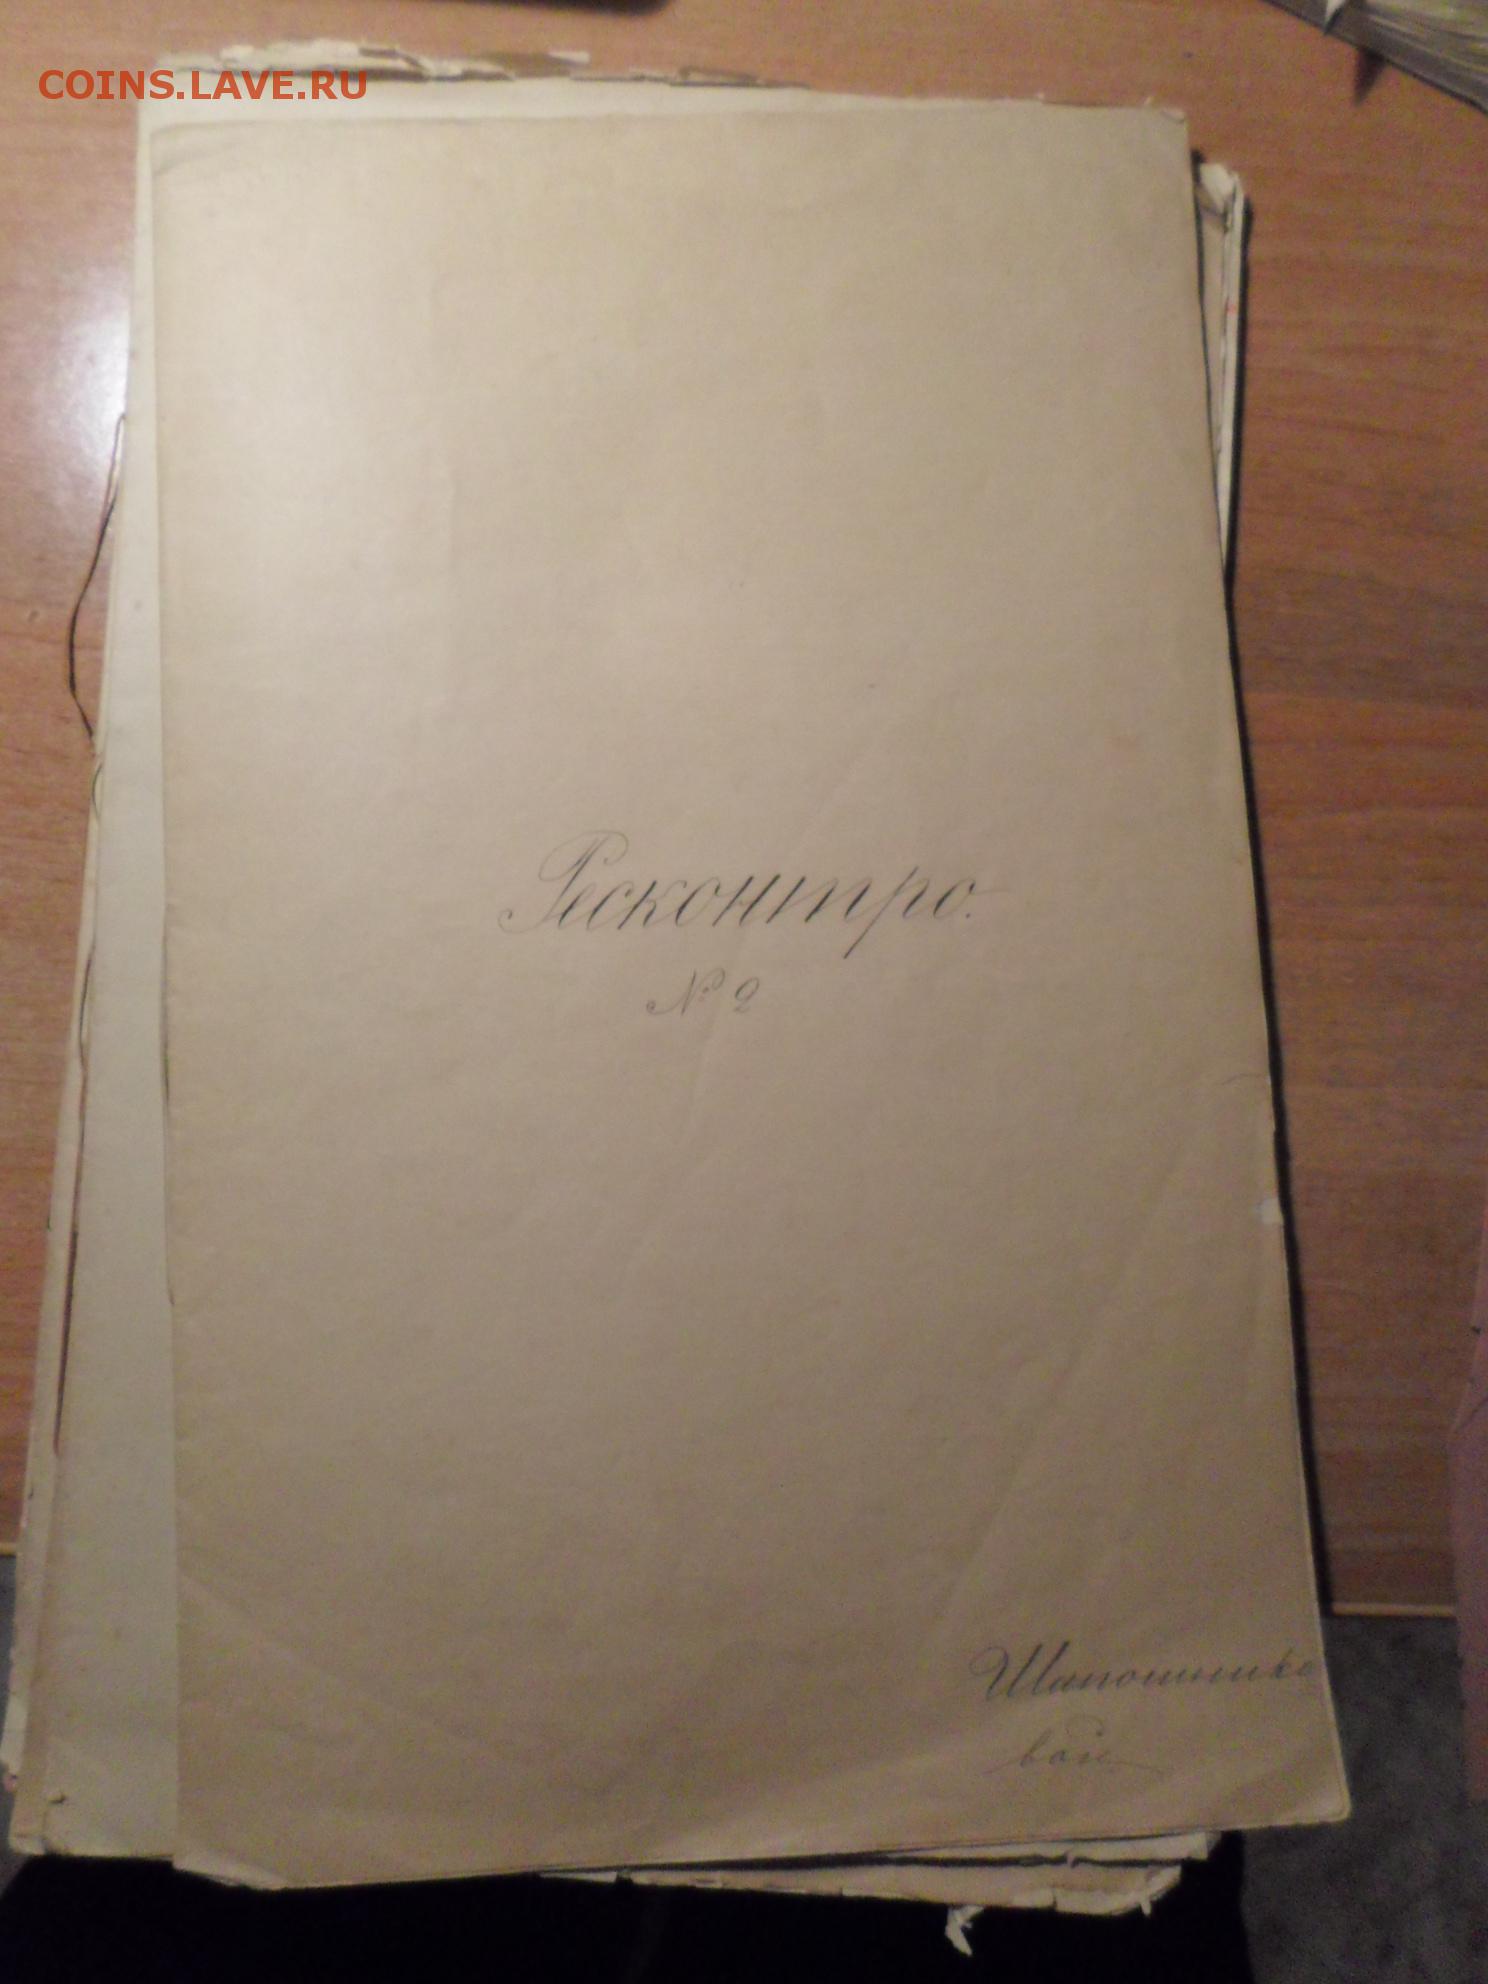 COINS.LAVE.RU
Ресконтро.
№ 2
Шапошнико
вой